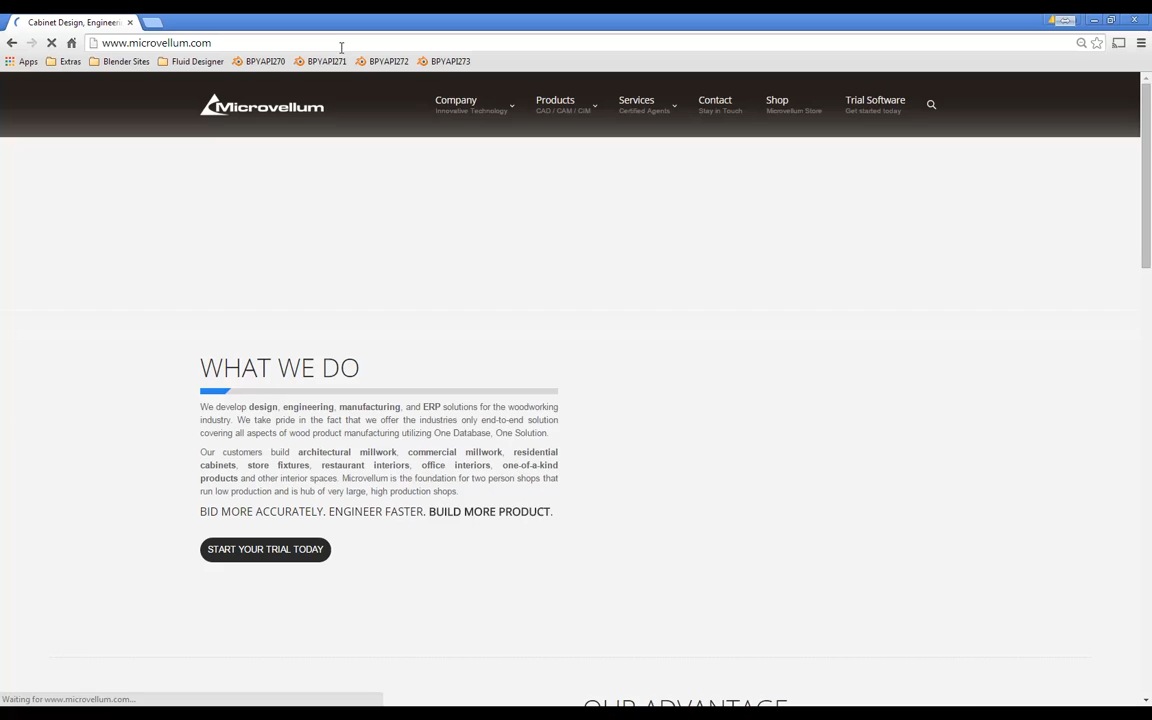 Cabinet Design, Engineeri
www.microvellum.com
Apps Extras Blender Sites Fluid Designer BPYAPI270 BPYAPI271 BPYAPI272 BPYAPI273
Microvellum
Company Products Services Contact Shop Trial Software
Innovative Technology CAD / CAM / CIM Certified Agents Stay in Touch Microvellum Store Get started today
WHAT WE DO
We develop design, engineering, manufacturing, and ERP solutions for the woodworking
industry. We take pride in the fact that we offer the industries only end-to-end solution
covering all aspects of wood product manufacturing utilizing One Database, One Solution.
Our customers build architectural millwork, commercial millwork, residential
cabinets, store fixtures, restaurant interiors, office interiors, one-of-a-kind
products and other interior spaces. Microvellum is the foundation for two person shops that
run low production and is hub of very large, high production shops.
BID MORE ACCURATELY. ENGINEER FASTER. BUILD MORE PRODUCT.
START YOUR TRIAL TODAY
OUR ADVANTAGE
Waiting for www.microvellum.com...